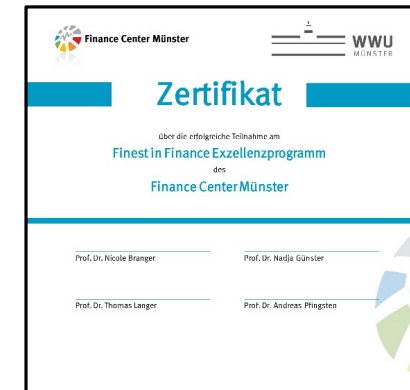 Finance Center Münster
WWU
MÜNSTER
Zertifikat
über die erfolgreiche Teilnahme am
Finest in Finance Exzellenzprogramm
des
Finance Center Münster
Prof. Dr. Nicole Branger
Prof. Dr. Nadja Günster
Prof. Dr. Thomas Langer
Prof. Dr. Andreas Pfingsten